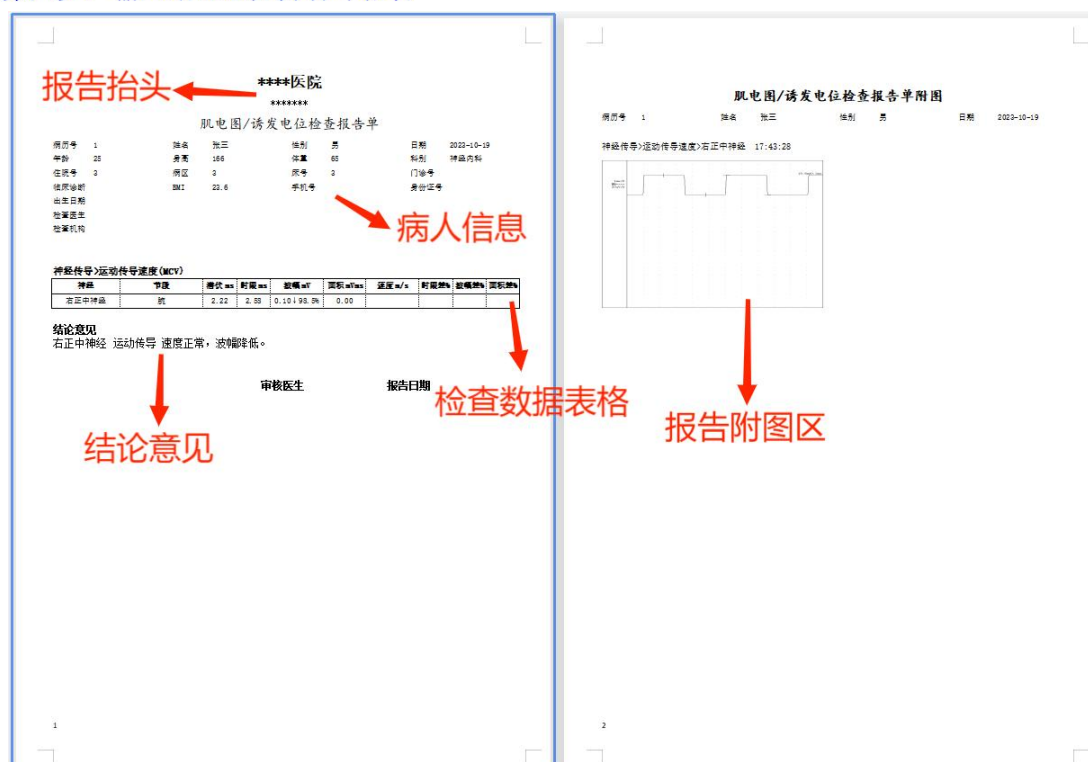 报告抬头
****医院
*******
肌电图/诱发电位检查报告单
病历号 1 姓名 张三 性别 男 日期 2023-10-19
年龄 25 身高 166 体重 65 科别 神经内科
住院号 3 病区 3 床号 3 门诊号
临床诊断 BMI 23.6 手机号 身份证号
出生日期
检查医生
检查机构
病人信息
神经传导>运动传导速度(MCV)
神经 节段 潜伏 ms 时限 ms 波幅 mV 面积 mVms 速度 m/s 时限差% 波幅差% 面积差%
右正中神经 腕 2.22 2.58 0.10↓98.5% 0.00
结论意见
右正中神经 运动传导 速度正常，波幅降低。
审核医生 报告日期
检查数据表格
结论意见
1
肌电图/诱发电位检查报告单附图
病历号 1 姓名 张三 性别 男 日期 2023-10-19
神经传导>运动传导速度>右正中神经 17:43:28
报告附图区
2